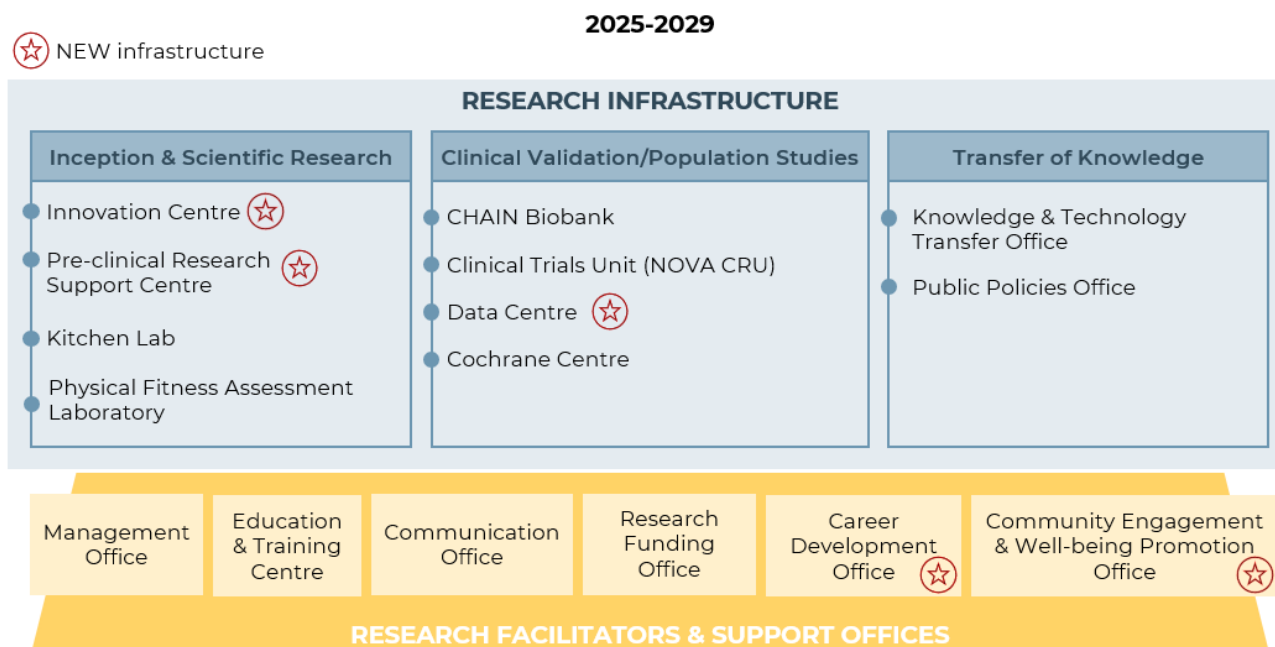 2025-2029
NEW infrastructure
RESEARCH INFRASTRUCTURE
Inception & Scientific Research
Innovation Centre
Pre-clinical Research
Support Centre
Kitchen Lab
Physical Fitness Assessment
Laboratory
Clinical Validation/Population Studies
CHAIN Biobank
Clinical Trials Unit (NOVA CRU)
Data Centre
Cochrane Centre
Transfer of Knowledge
Knowledge & Technology
Transfer Office
Public Policies Office
Management
Office
Education
& Training
Centre
Communication
Office
Research
Funding
Office
Career
Development
Office
Community Engagement
& Well-being Promotion
Office
RESEARCH FACILITATORS & SUPPORT OFFICES